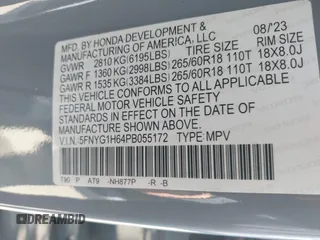 MFD. BY HONDA DEVELOPMENT & 08/'23
MANUFACTURING OF AMERICA, LLC
GVWR 2810 KG(6195LBS) TIRE SIZE RIM SIZE
GAWR F 1360 KG(2998LBS) 265/60R18 110T 18X8.0J
GAWR R 1535 KG(3384LBS) 265/60R18 110T 18X8.0J
THIS VEHICLE CONFORMS TO ALL APPLICABLE
FEDERAL MOTOR VEHICLE SAFETY STANDARDS
IN EFFECT ON THE DATE OF MANUFACTURE SHOWN ABOVE.
V.I.N.:5FNYG1H64PB055172 TYPE:MPV
T90 -P AT9 -NH877P -R -B
DREAMBID